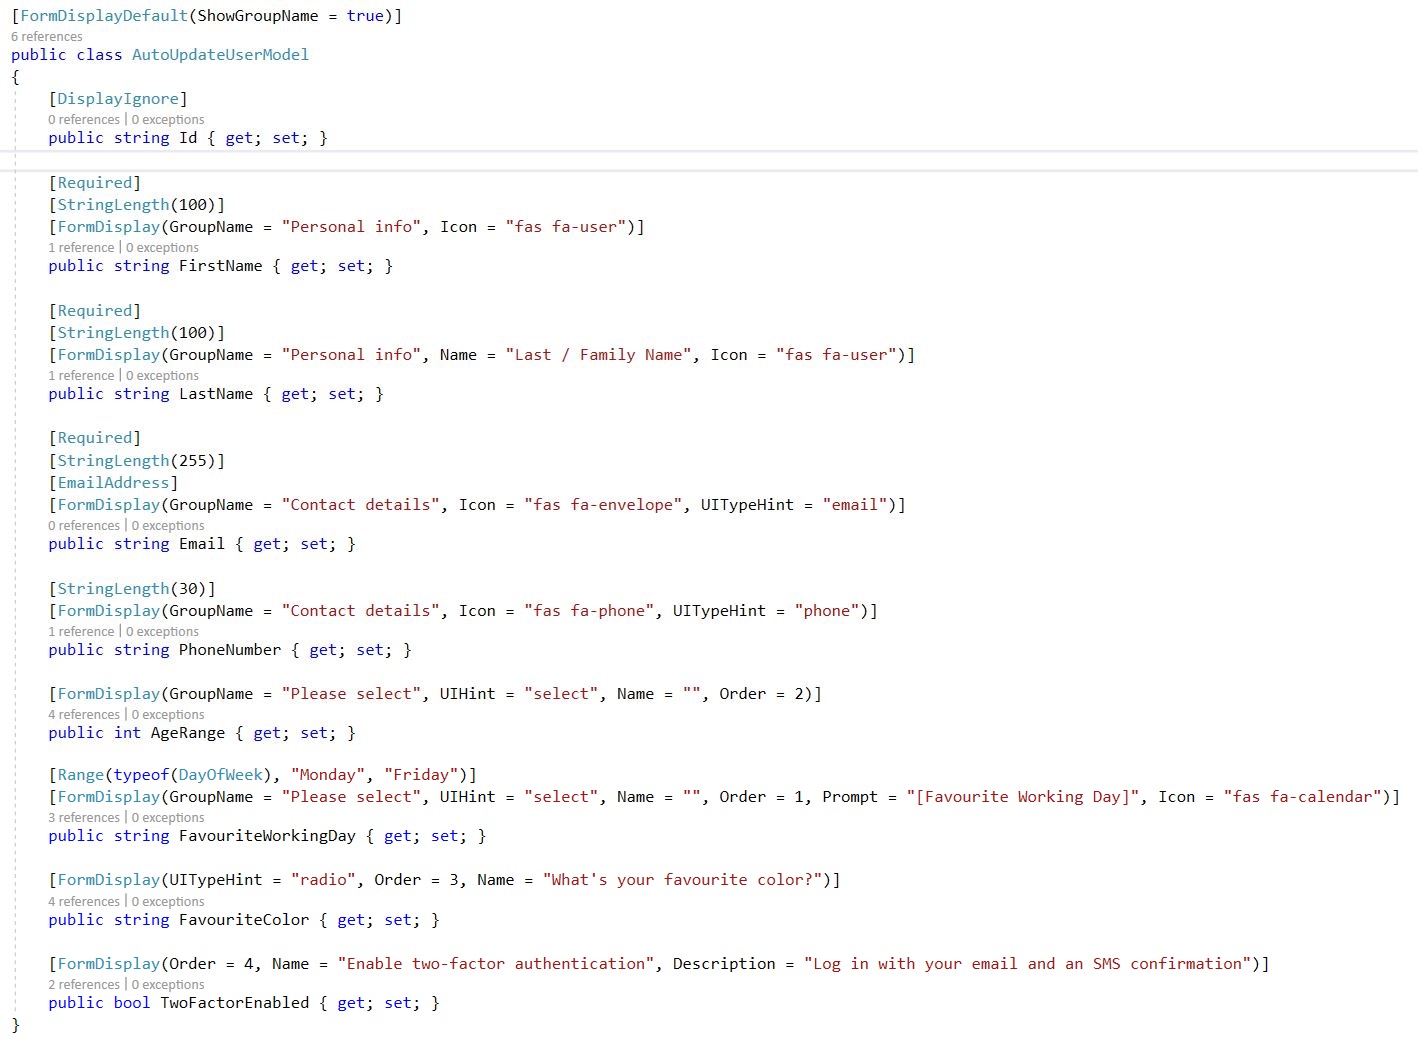 [FormDisplayDefault(ShowGroupName = true)]
6 references
public class AutoUpdateUserModel
{
[DisplayIgnore]
0 references | 0 exceptions
public string Id { get; set; }
[Required]
[StringLength(100)]
[FormDisplay(GroupName = "Personal info", Icon = "fas fa-user")]
1 reference | 0 exceptions
public string FirstName { get; set; }
[Required]
[StringLength(100)]
[FormDisplay(GroupName = "Personal info", Name = "Last / Family Name", Icon = "fas fa-user")]
1 reference | 0 exceptions
public string LastName { get; set; }
[Required]
[StringLength(255)]
[EmailAddress]
[FormDisplay(GroupName = "Contact details", Icon = "fas fa-envelope", UITypeHint = "email")]
0 references | 0 exceptions
public string Email { get; set; }
[StringLength(30)]
[FormDisplay(GroupName = "Contact details", Icon = "fas fa-phone", UITypeHint = "phone")]
1 reference | 0 exceptions
public string PhoneNumber { get; set; }
[FormDisplay(GroupName = "Please select", UIHint = "select", Name = "", Order = 2)]
4 references | 0 exceptions
public int AgeRange { get; set; }
[Range(typeof(DayOfWeek), "Monday", "Friday")]
[FormDisplay(GroupName = "Please select", UIHint = "select", Name = "", Order = 1, Prompt = "[Favourite Working Day]", Icon = "fas fa-calendar")]
3 references | 0 exceptions
public string FavouriteWorkingDay { get; set; }
[FormDisplay(UITypeHint = "radio", Order = 3, Name = "What's your favourite color?")]
4 references | 0 exceptions
public string FavouriteColor { get; set; }
[FormDisplay(Order = 4, Name = "Enable two-factor authentication", Description = "Log in with your email and an SMS confirmation")]
2 references | 0 exceptions
public bool TwoFactorEnabled { get; set; }
}